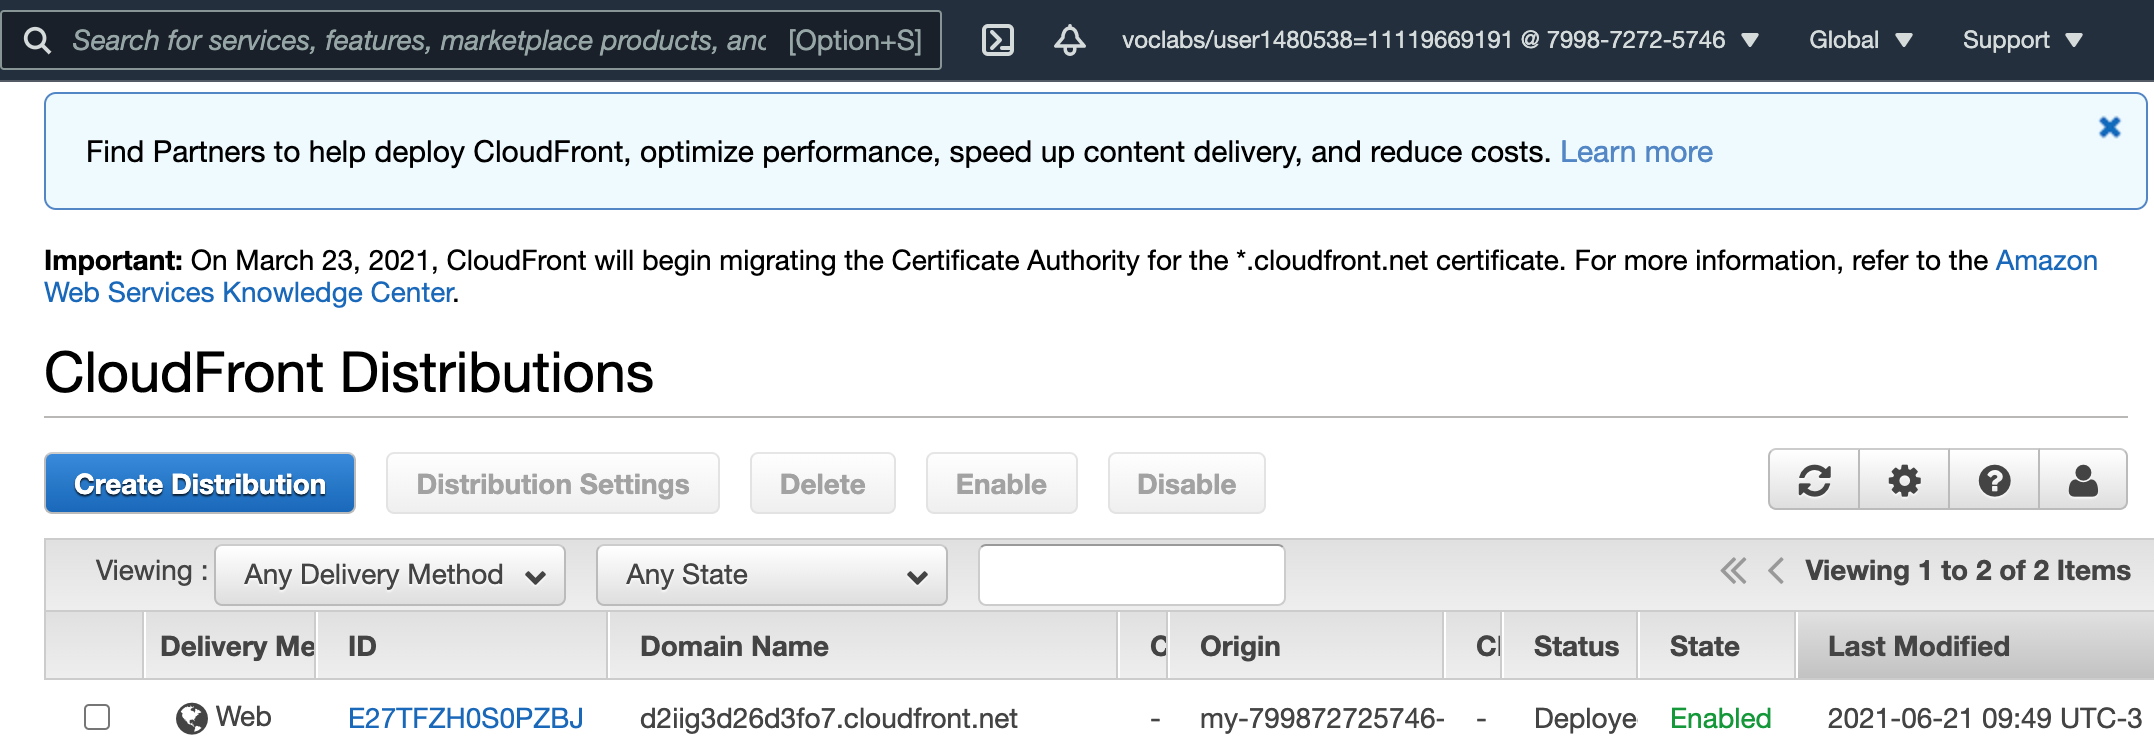 Search for services, features, marketplace products, and [Option+S] voclabs/user1480538=11119669191 @ 7998-7272-5746 Global Support
Find Partners to help deploy CloudFront, optimize performance, speed up content delivery, and reduce costs. Learn more
Important: On March 23, 2021, CloudFront will begin migrating the Certificate Authority for the *.cloudfront.net certificate. For more information, refer to the Amazon
Web Services Knowledge Center.
CloudFront Distributions
Create Distribution Distribution Settings Delete Enable Disable
Viewing : Any Delivery Method Any State Viewing 1 to 2 of 2 Items
Delivery Me ID Domain Name C Origin Cl Status State Last Modified
Web E27TFZH0S0PZBJ d2iig3d26d3fo7.cloudfront.net - my-799872725746- - Deploye Enabled 2021-06-21 09:49 UTC-3